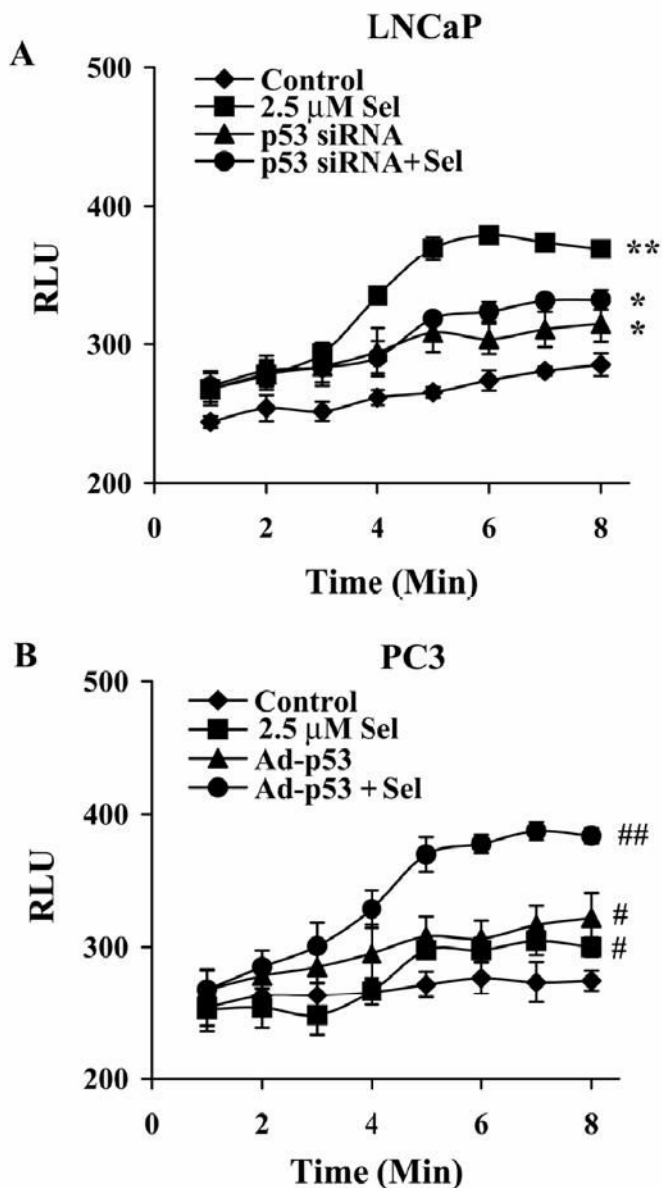 LNCaP
A
500
Control
2.5 μM Sel
p53 siRNA
p53 siRNA+Sel
400
RLU
**
*
*
300
200
0 2 4 6 8
Time (Min)
B
PC3
500
Control
2.5 μM Sel
Ad-p53
Ad-p53 + Sel
400
##
RLU
#
300
#
200
0 2 4 6 8
Time (Min)